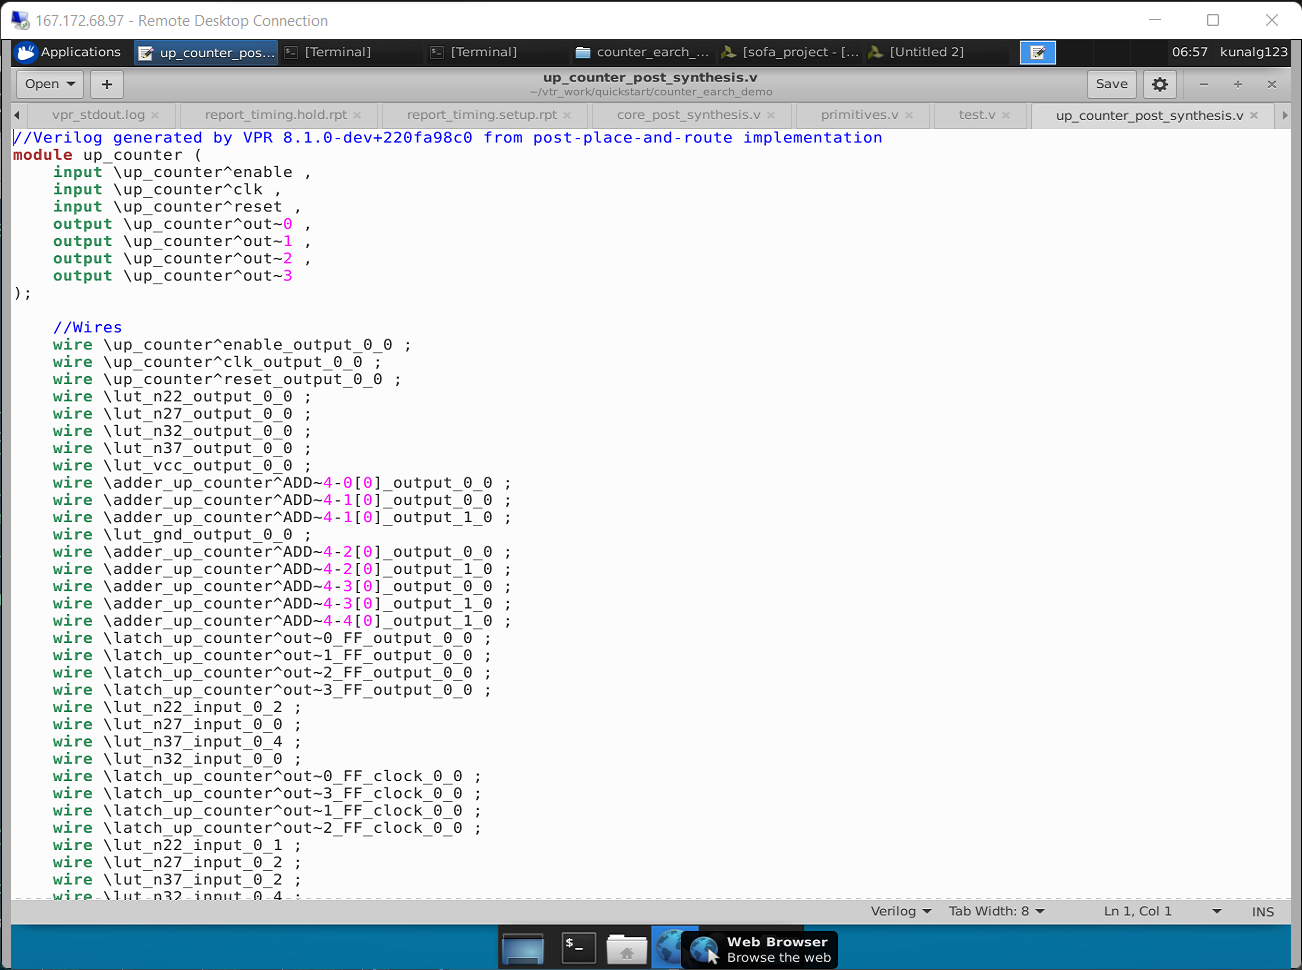 167.172.68.97 - Remote Desktop Connection
Applications up_counter_pos... [Terminal] [Terminal] counter_earch_... [sofa_project - [... [Untitled 2] 06:57 kunalg123
Open + up_counter_post_synthesis.v Save
~/vtr_work/quickstart/counter_earch_demo
vpr_stdout.log × report_timing.hold.rpt × report_timing.setup.rpt × core_post_synthesis.v × primitives.v × test.v × up_counter_post_synthesis.v ×
//Verilog generated by VPR 8.1.0-dev+220fa98c0 from post-place-and-route implementation
module up_counter (
    input \up_counter^enable ,
    input \up_counter^clk ,
    input \up_counter^reset ,
    output \up_counter^out~0 ,
    output \up_counter^out~1 ,
    output \up_counter^out~2 ,
    output \up_counter^out~3
);
    //Wires
    wire \up_counter^enable_output_0_0 ;
    wire \up_counter^clk_output_0_0 ;
    wire \up_counter^reset_output_0_0 ;
    wire \lut_n22_output_0_0 ;
    wire \lut_n27_output_0_0 ;
    wire \lut_n32_output_0_0 ;
    wire \lut_n37_output_0_0 ;
    wire \lut_vcc_output_0_0 ;
    wire \adder_up_counter^ADD~4-0[0]_output_0_0 ;
    wire \adder_up_counter^ADD~4-1[0]_output_0_0 ;
    wire \adder_up_counter^ADD~4-1[0]_output_1_0 ;
    wire \lut_gnd_output_0_0 ;
    wire \adder_up_counter^ADD~4-2[0]_output_0_0 ;
    wire \adder_up_counter^ADD~4-2[0]_output_1_0 ;
    wire \adder_up_counter^ADD~4-3[0]_output_0_0 ;
    wire \adder_up_counter^ADD~4-3[0]_output_1_0 ;
    wire \adder_up_counter^ADD~4-4[0]_output_1_0 ;
    wire \latch_up_counter^out~0_FF_output_0_0 ;
    wire \latch_up_counter^out~1_FF_output_0_0 ;
    wire \latch_up_counter^out~2_FF_output_0_0 ;
    wire \latch_up_counter^out~3_FF_output_0_0 ;
    wire \lut_n22_input_0_2 ;
    wire \lut_n27_input_0_0 ;
    wire \lut_n37_input_0_4 ;
    wire \lut_n32_input_0_0 ;
    wire \latch_up_counter^out~0_FF_clock_0_0 ;
    wire \latch_up_counter^out~3_FF_clock_0_0 ;
    wire \latch_up_counter^out~1_FF_clock_0_0 ;
    wire \latch_up_counter^out~2_FF_clock_0_0 ;
    wire \lut_n22_input_0_1 ;
    wire \lut_n27_input_0_2 ;
    wire \lut_n37_input_0_2 ;
    wire \lut_n32_input_0_4 ;
Verilog Tab Width: 8 Ln 1, Col 1 INS
$_
Web Browser
Browse the web